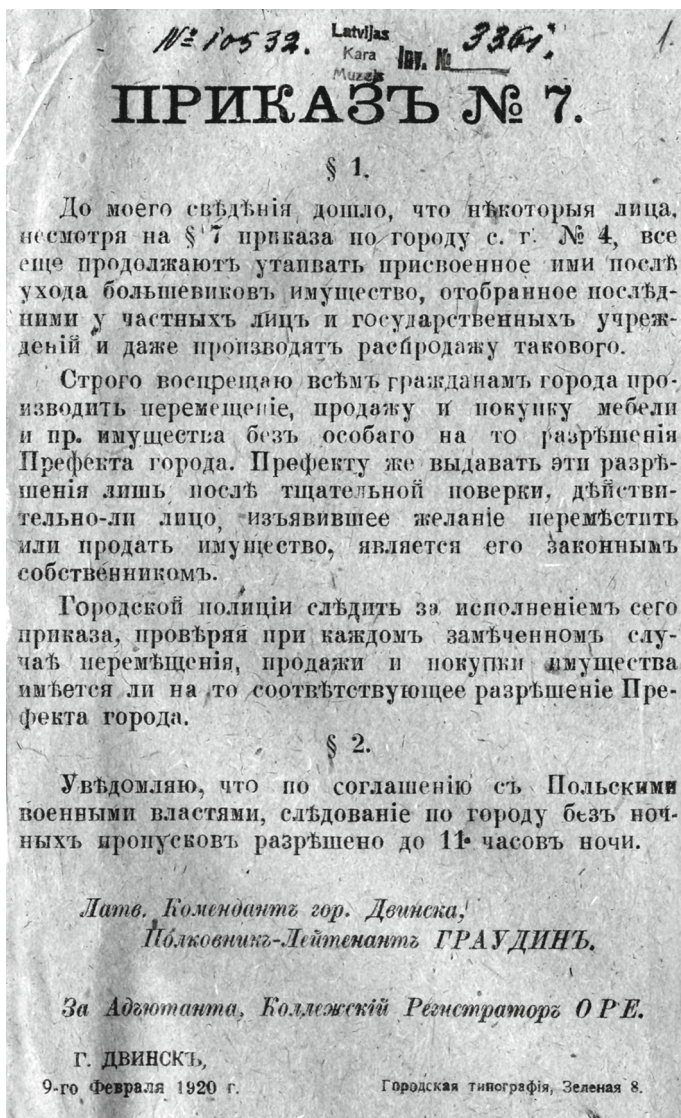 № 10532.
Latvijas
Kara
Muzejs
Inv. №
3361.
1.
ПРИКАЗЪ № 7.
§ 1.
До моего свѣдѣнія дошло, что нѣкоторыя лица,
несмотря на § 7 приказа по городу с. г. № 4, все
еще продолжаютъ утаивать присвоенное ими послѣ
ухода большевиковъ имущество, отобранное послѣд-
ними у частныхъ лицъ и государственныхъ учреж-
деній и даже производятъ распродажу такового.
Строго воспрещаю всѣмъ гражданамъ города про-
изводить перемещеніе, продажу и покупку мебели
и пр. имущества безъ особаго на то разрѣшенія
Префекта города. Префекту же выдавать эти разрѣ-
шенія лишь послѣ тщательной поверки, дѣйстви-
тельно-ли лицо, изъявившее желаніе перемѣстить
или продать имущество, является его законнымъ
собственникомъ.
Городской полиціи слѣдить за исполненіемъ сего
приказа, провѣряя при каждомъ замѣченномъ слу-
чаѣ перемѣщенія, продажи и покупки имущества
имѣется ли на то соотвѣтствующее разрѣшеніе Пре-
фекта города.
§ 2.
Увѣдомляю, что по соглашенію съ Польскими
военными властями, слѣдованіе по городу безъ ноч-
ныхъ пропусковъ разрѣшено до 11 часовъ ночи.
Латв. Комендантъ гор. Двинска,
Полковникъ-Лейтенантъ ГРАУДИНЪ.
За Адъютанта, Коллежскій Регистраторъ ОРЕ.
г. ДВИНСКЪ,
9-го Февраля 1920 г.
Городская типографія, Зеленая 8.